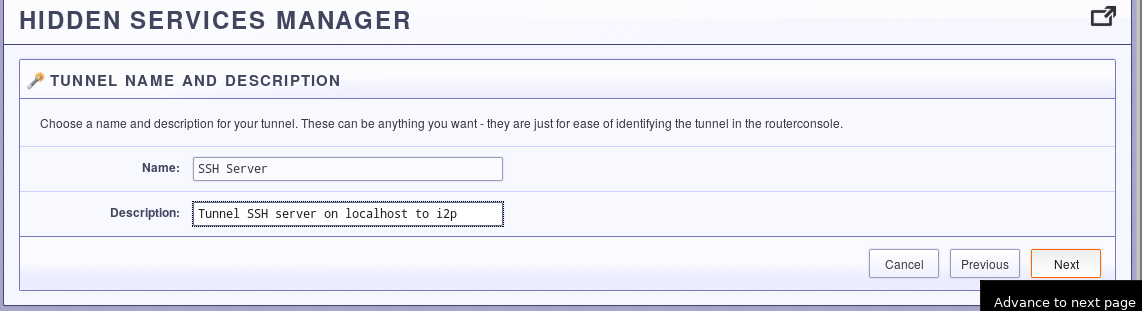 HIDDEN SERVICES MANAGER
TUNNEL NAME AND DESCRIPTION
Choose a name and description for your tunnel. These can be anything you want - they are just for ease of identifying the tunnel in the routerconsole.
Name: SSH Server
Description: Tunnel SSH server on localhost to i2p
Cancel Previous Next
Advance to next page